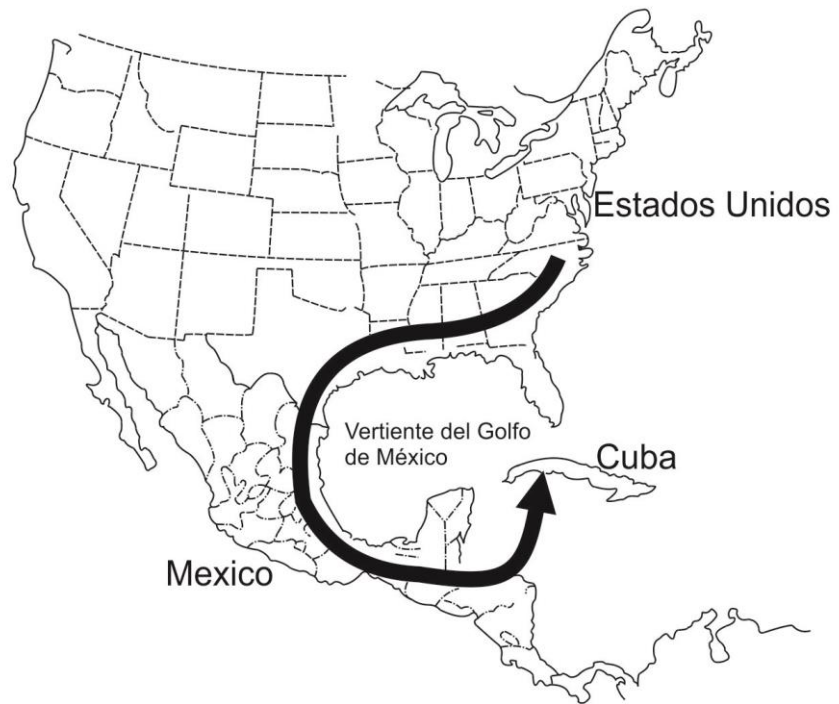 Estados Unidos
Vertiente del Golfo
de México
Cuba
Mexico